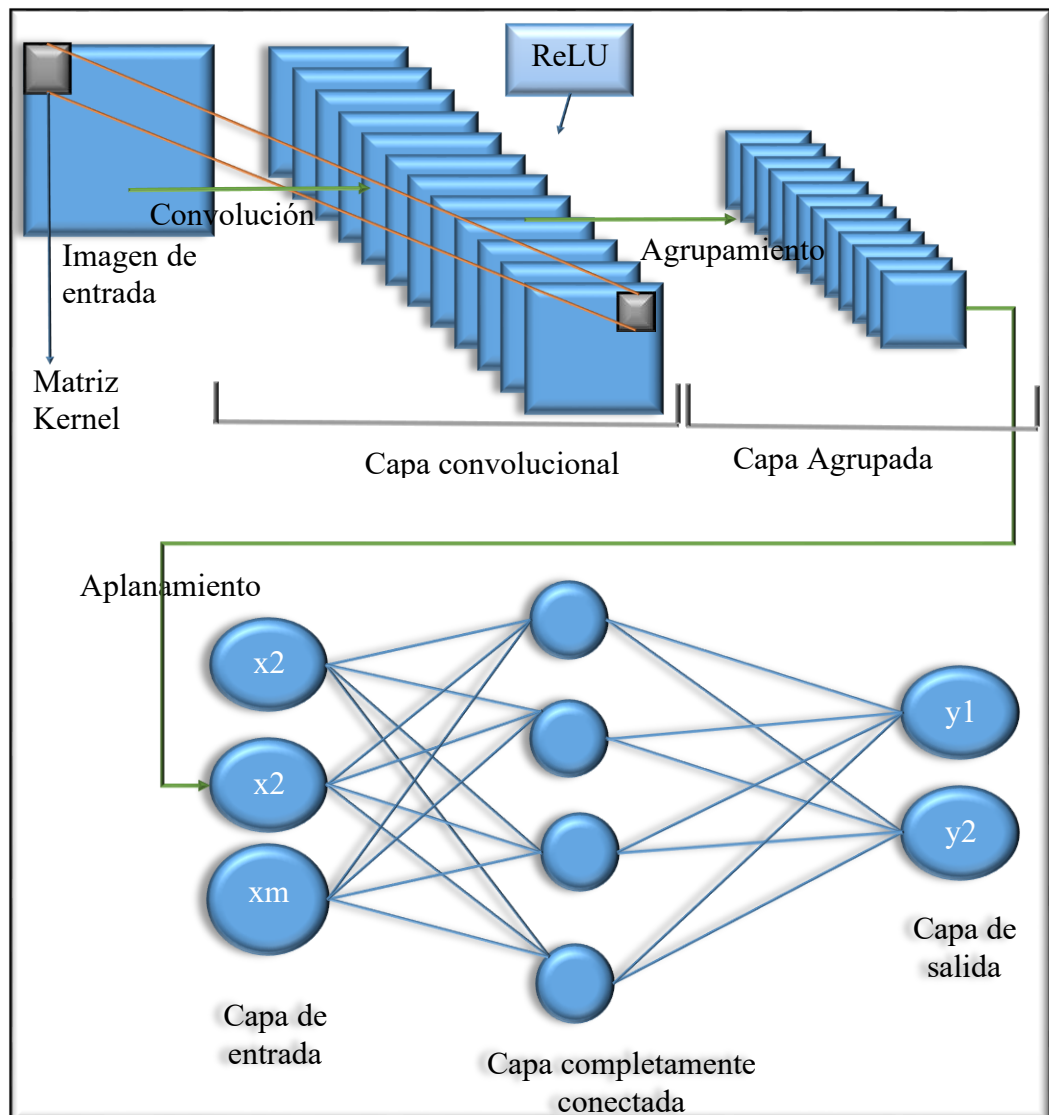 ReLU
Convolución
Imagen de
entrada
Agrupamiento
Matriz
Kernel
Capa convolucional
Capa Agrupada
Aplanamiento
x2
x2
xm
y1
y2
Capa de
entrada
Capa completamente
conectada
Capa de
salida